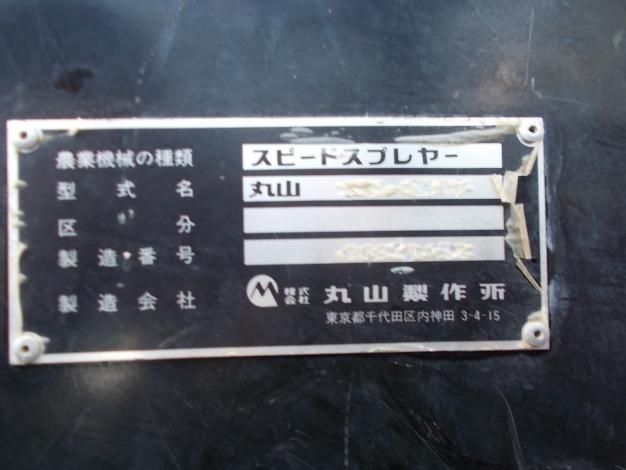 農業機械の種類 スピードスプレヤー
型式名 丸山
区分
製造番号
製造会社 株式会社 丸山製作所
東京都千代田区内神田 3-4-15